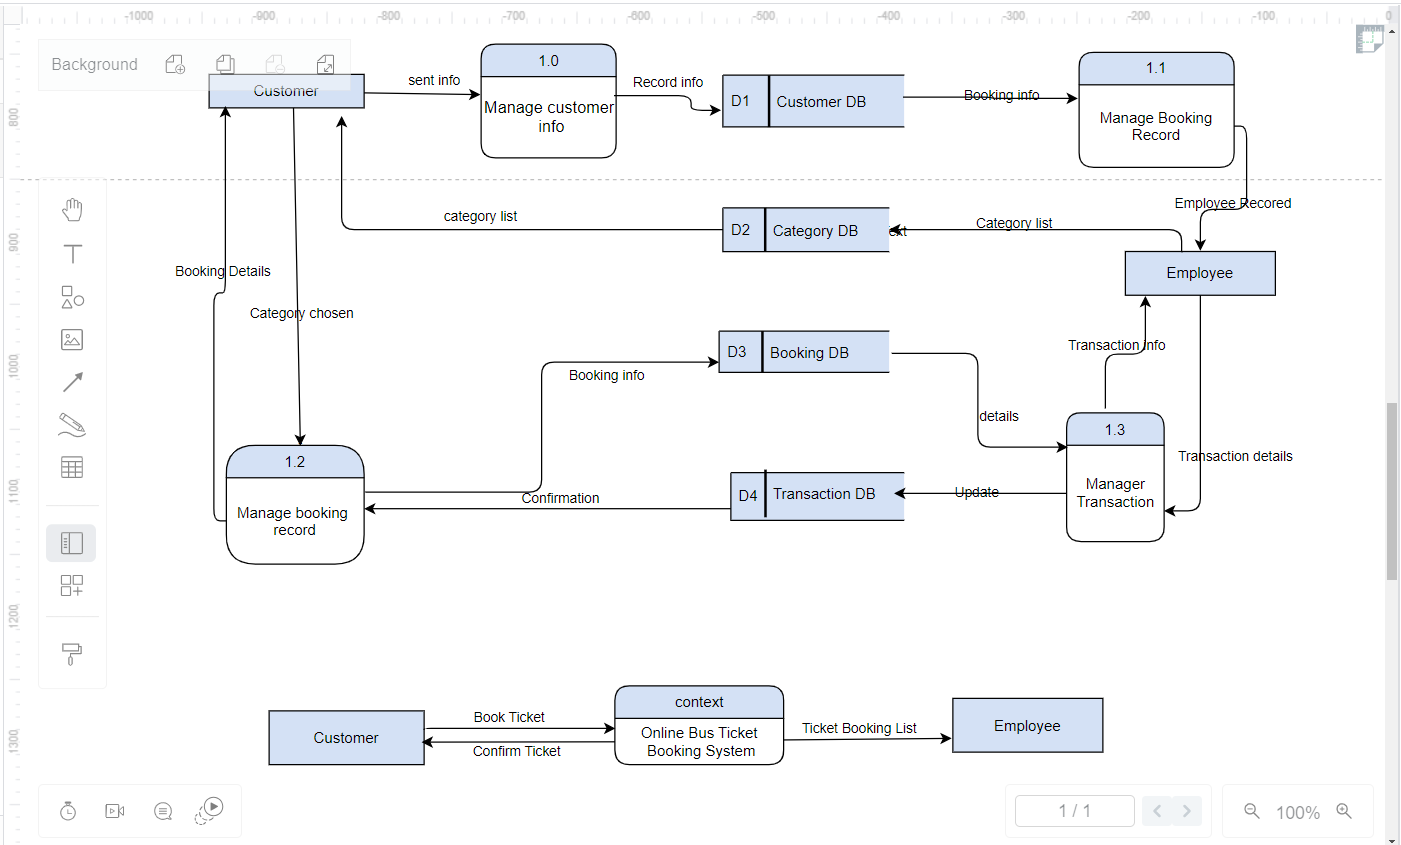 -1000 -900 -800 -700 -600 -500 -400 -300 -200 -100 0
Background
1.0
Manage customer
info
1.1
Manage Booking
Record
Customer
sent info
Record info
D1 Customer DB
Booking info
800
Employee Recored
category list
D2 Category DB
ext
Category list
900
Employee
Booking Details
Category chosen
Transaction info
D3 Booking DB
1000
Booking info
details
1.3
Manager
Transaction
Transaction details
1.2
Manage booking
record
Confirmation
D4 Transaction DB
Update
1100
1200
context
Online Bus Ticket
Booking System
Customer
Book Ticket
Confirm Ticket
Ticket Booking List
Employee
1300
1 / 1
100%